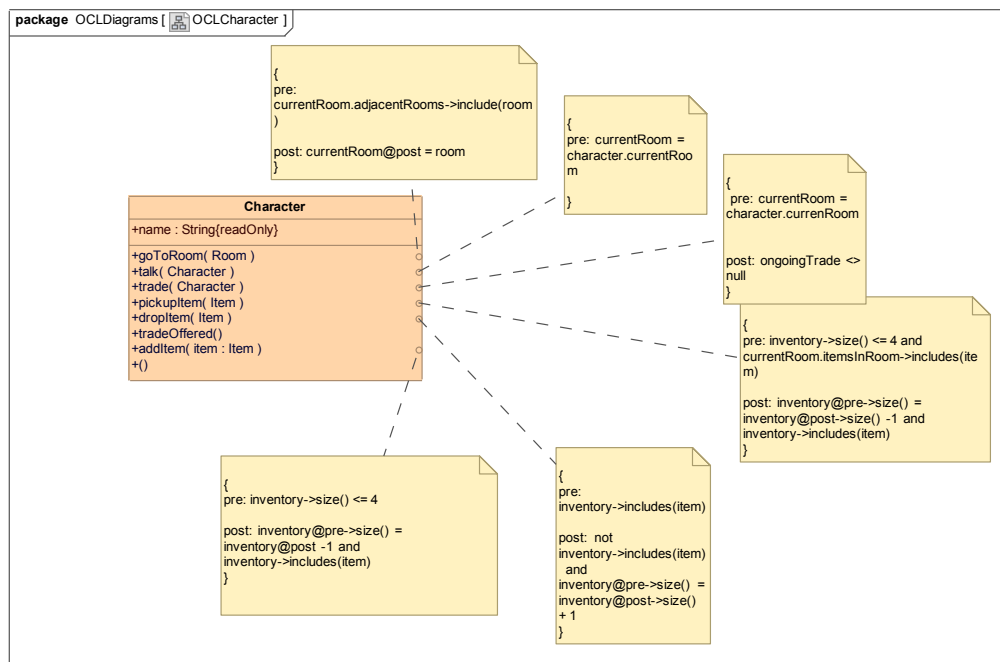 package OCLDiagrams [ OCLCharacter ]
{
pre:
currentRoom.adjacentRooms->include(room
)
post: currentRoom@post = room
}
{
pre: currentRoom =
character.currentRoo
m
}
{
pre: currentRoom =
character.currenRoom
post: ongoingTrade <>
null
}
Character
+name : String{readOnly}
+goToRoom( Room )
+talk( Character )
+trade( Character )
+pickupItem( Item )
+dropItem( Item )
+tradeOffered()
+addItem( item : Item )
+()
{
pre: inventory->size() <= 4 and
currentRoom.itemsInRoom->includes(ite
m)
post: inventory@pre->size() =
inventory@post->size() -1 and
inventory->includes(item)
}
{
pre: inventory->size() <= 4
post: inventory@pre->size() =
inventory@post -1 and
inventory->includes(item)
}
{
pre:
inventory->includes(item)
post: not
inventory->includes(item)
and
inventory@pre->size() =
inventory@post->size()
+ 1
}